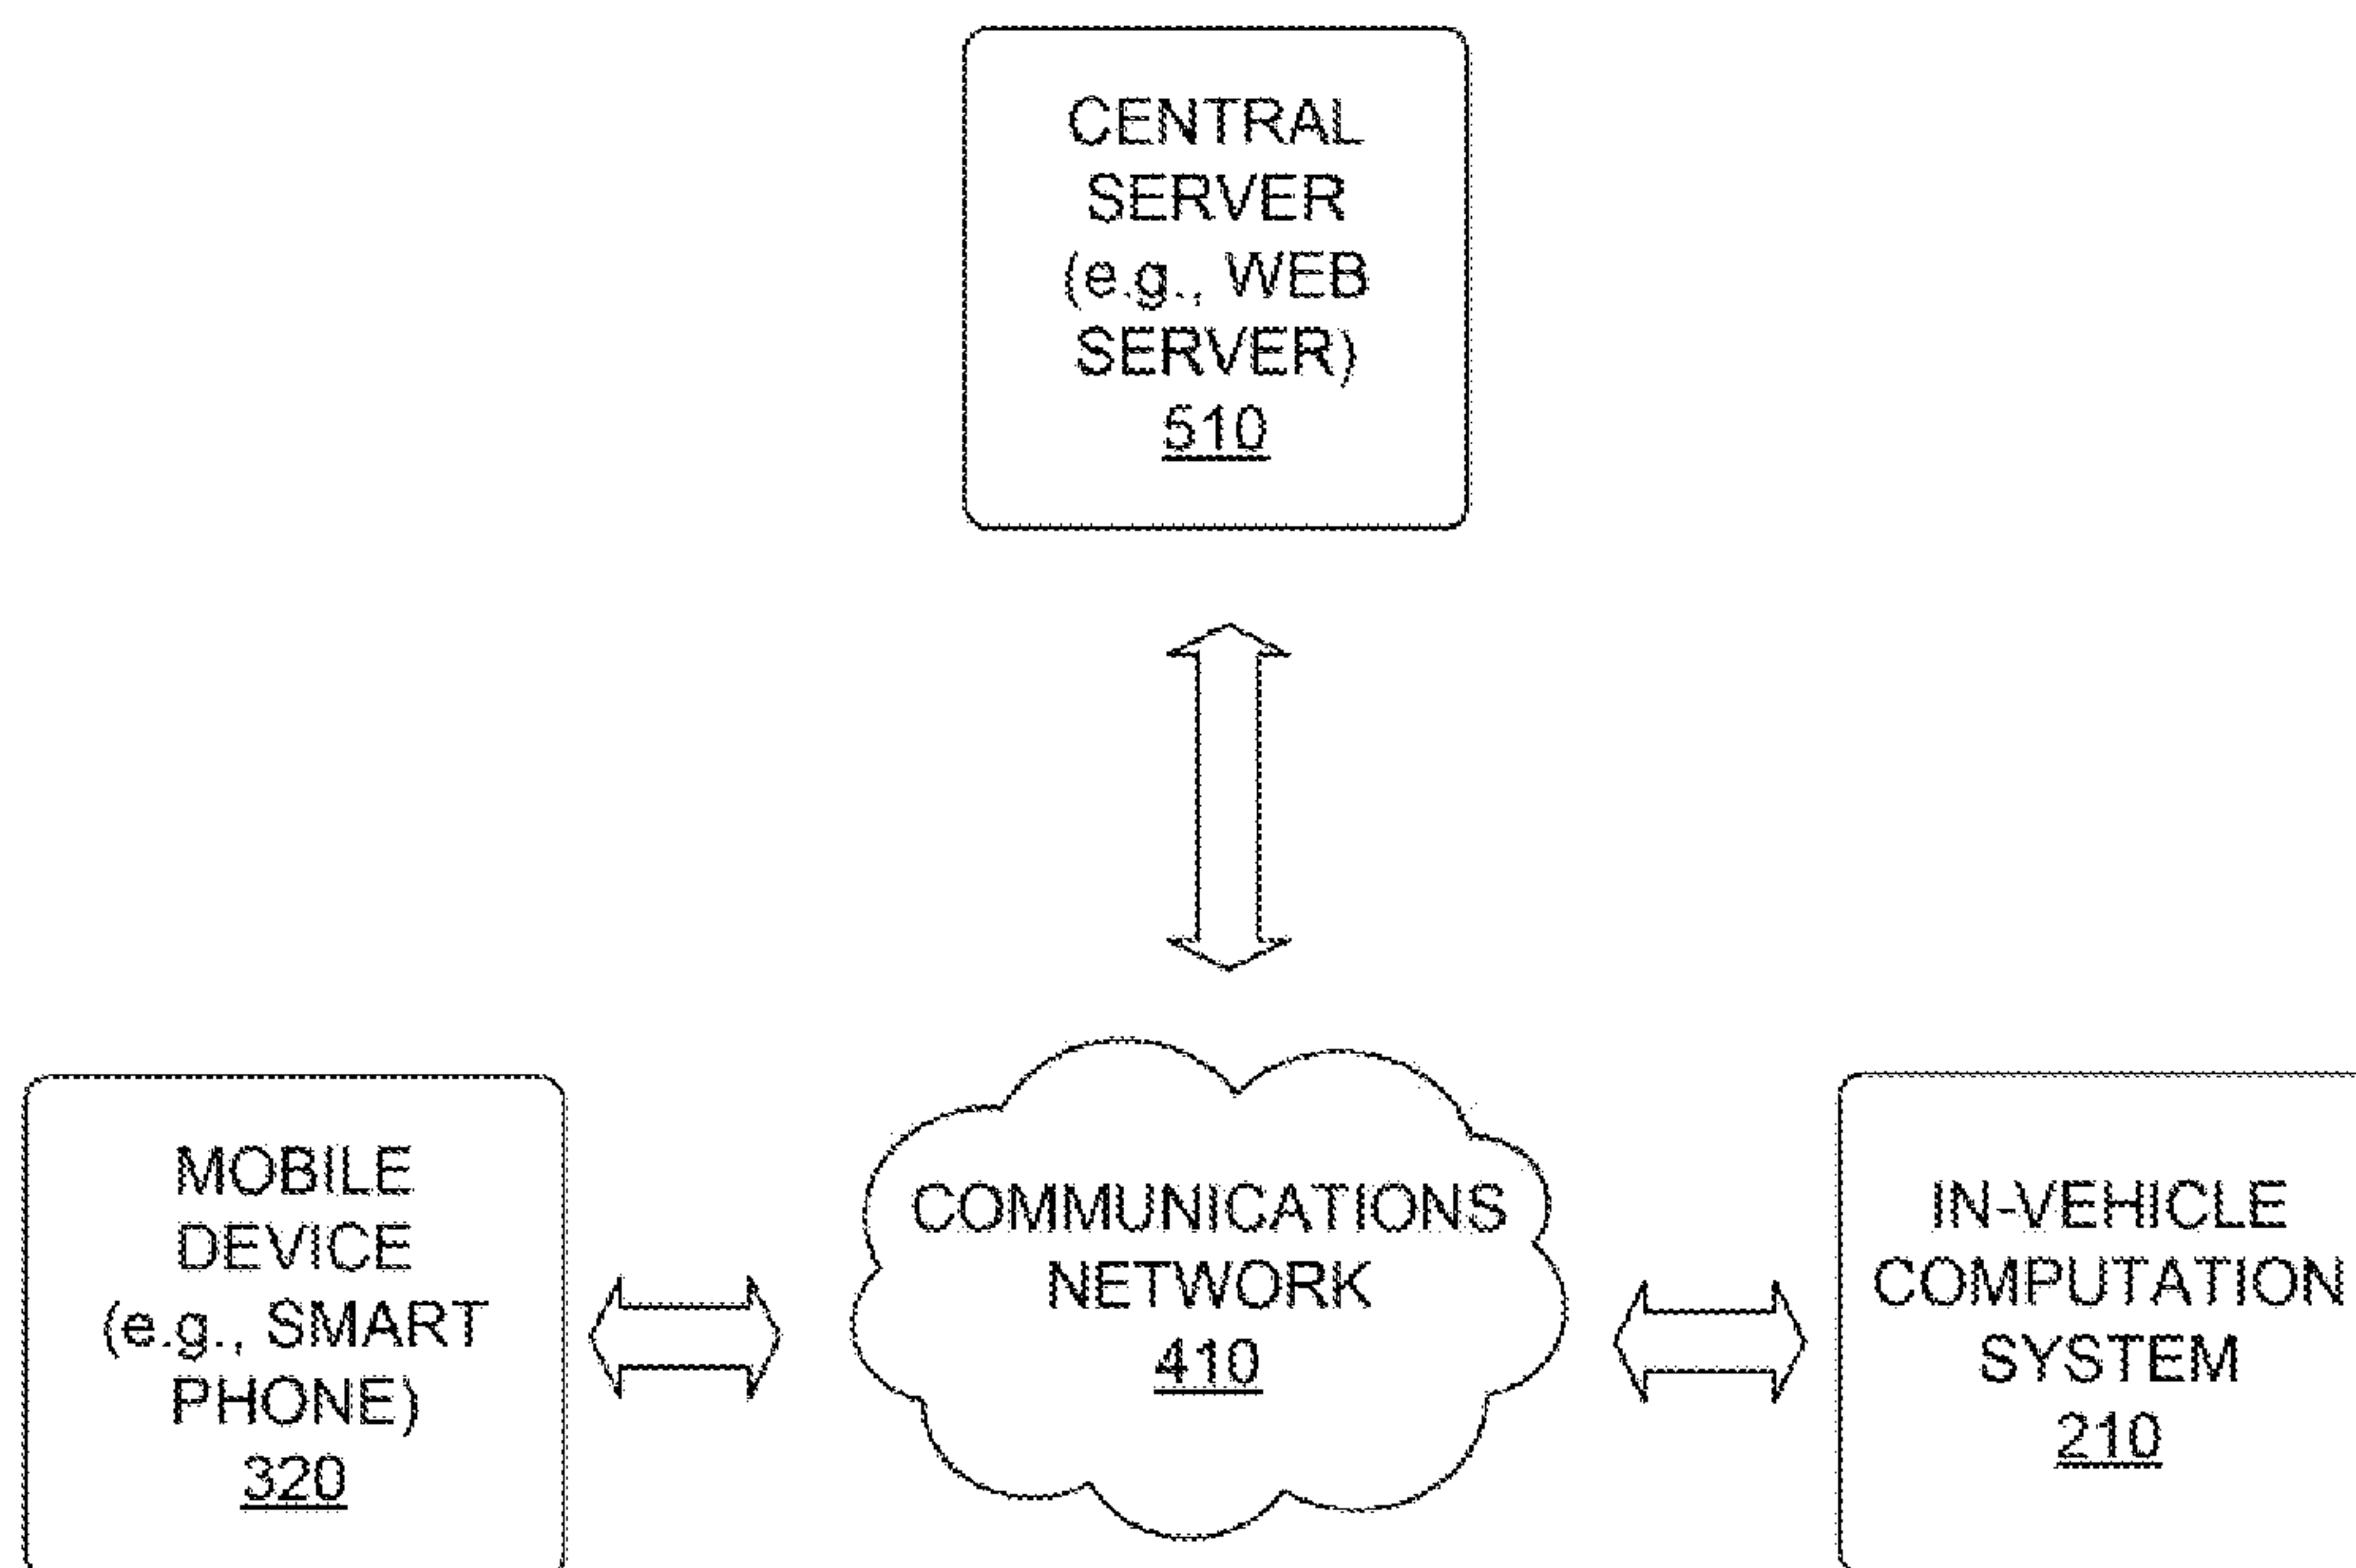 CENTRAL
SERVER
(e.g., WEB
SERVER)
510
MOBILE
DEVICE
(e.g., SMART
PHONE)
320
COMMUNICATIONS
NETWORK
410
IN-VEHICLE
COMPUTATION
SYSTEM
210